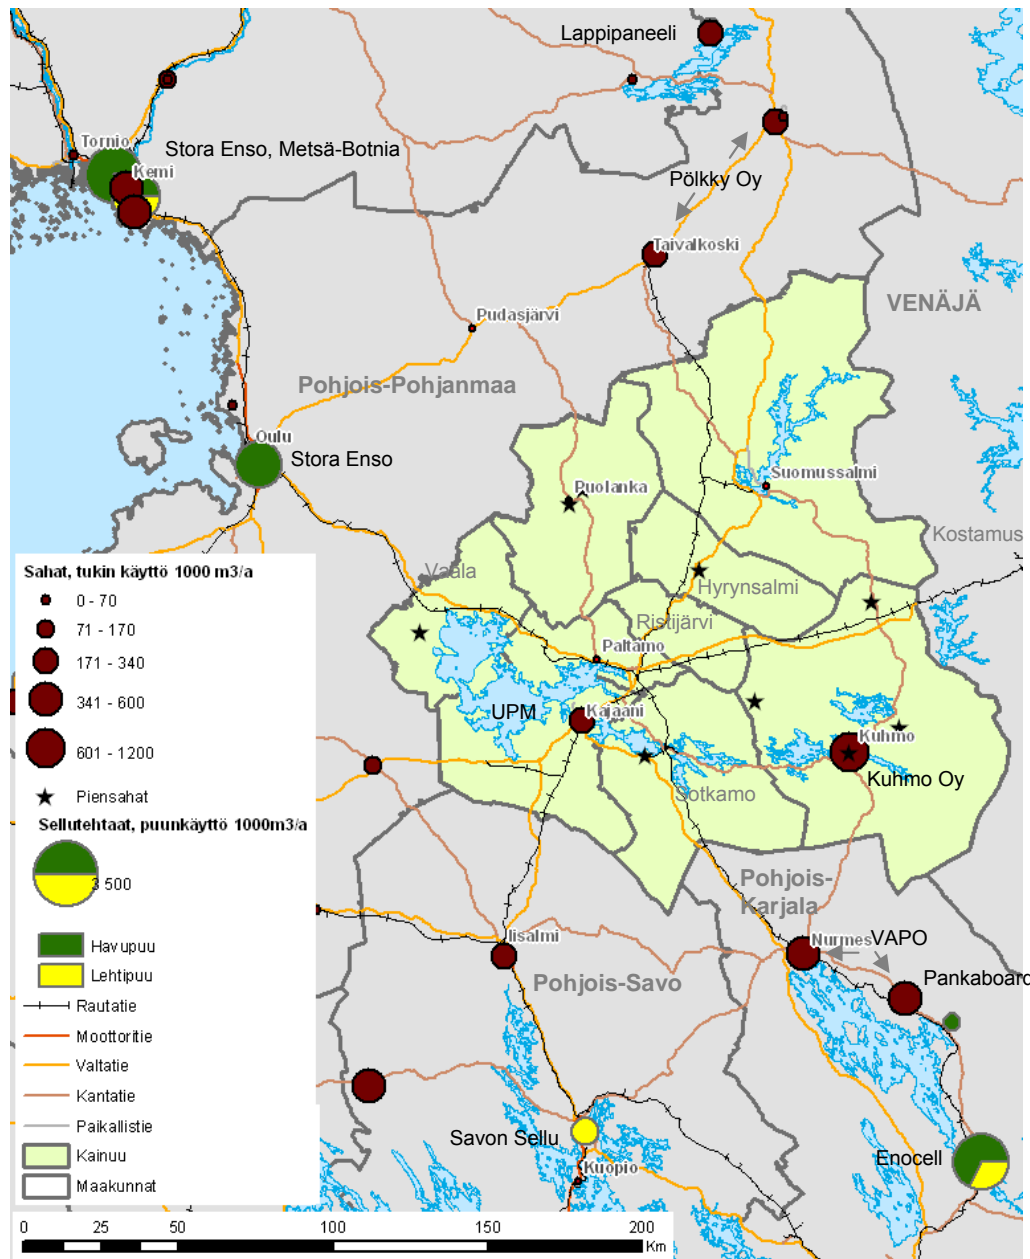 Lappipaneeli
Tornio
Stora Enso, Metsä-Botnia
Kemi
Pölkky Oy
Taivalkoski
VENÄJÄ
Pudasjärvi
Pohjois-Pohjanmaa
Oulu
Stora Enso
Suomussalmi
Puolanka
Kostamus
Vaala
Hyrynsalmi
Ristijärvi
Paltamo
UPM
Kajaani
Kuhmo
Kuhmo Oy
Sotkamo
Pohjois-
Karjala
Nurmes
VAPO
Iisalmi
Pohjois-Savo
Pankaboard
Savon Sellu
Enocell
Kuopio
Sahat, tukin käyttö 1000 m3/a
0 - 70
71 - 170
171 - 340
341 - 600
601 - 1200
Piensahat
Sellutehtaat, puunkäyttö 1000m3/a
3 500
Havupuu
Lehtipuu
Rautatie
Moottoritie
Valtatie
Kantatie
Paikallistie
Kainuu
Maakunnat
0 25 50 100 150 200
Km